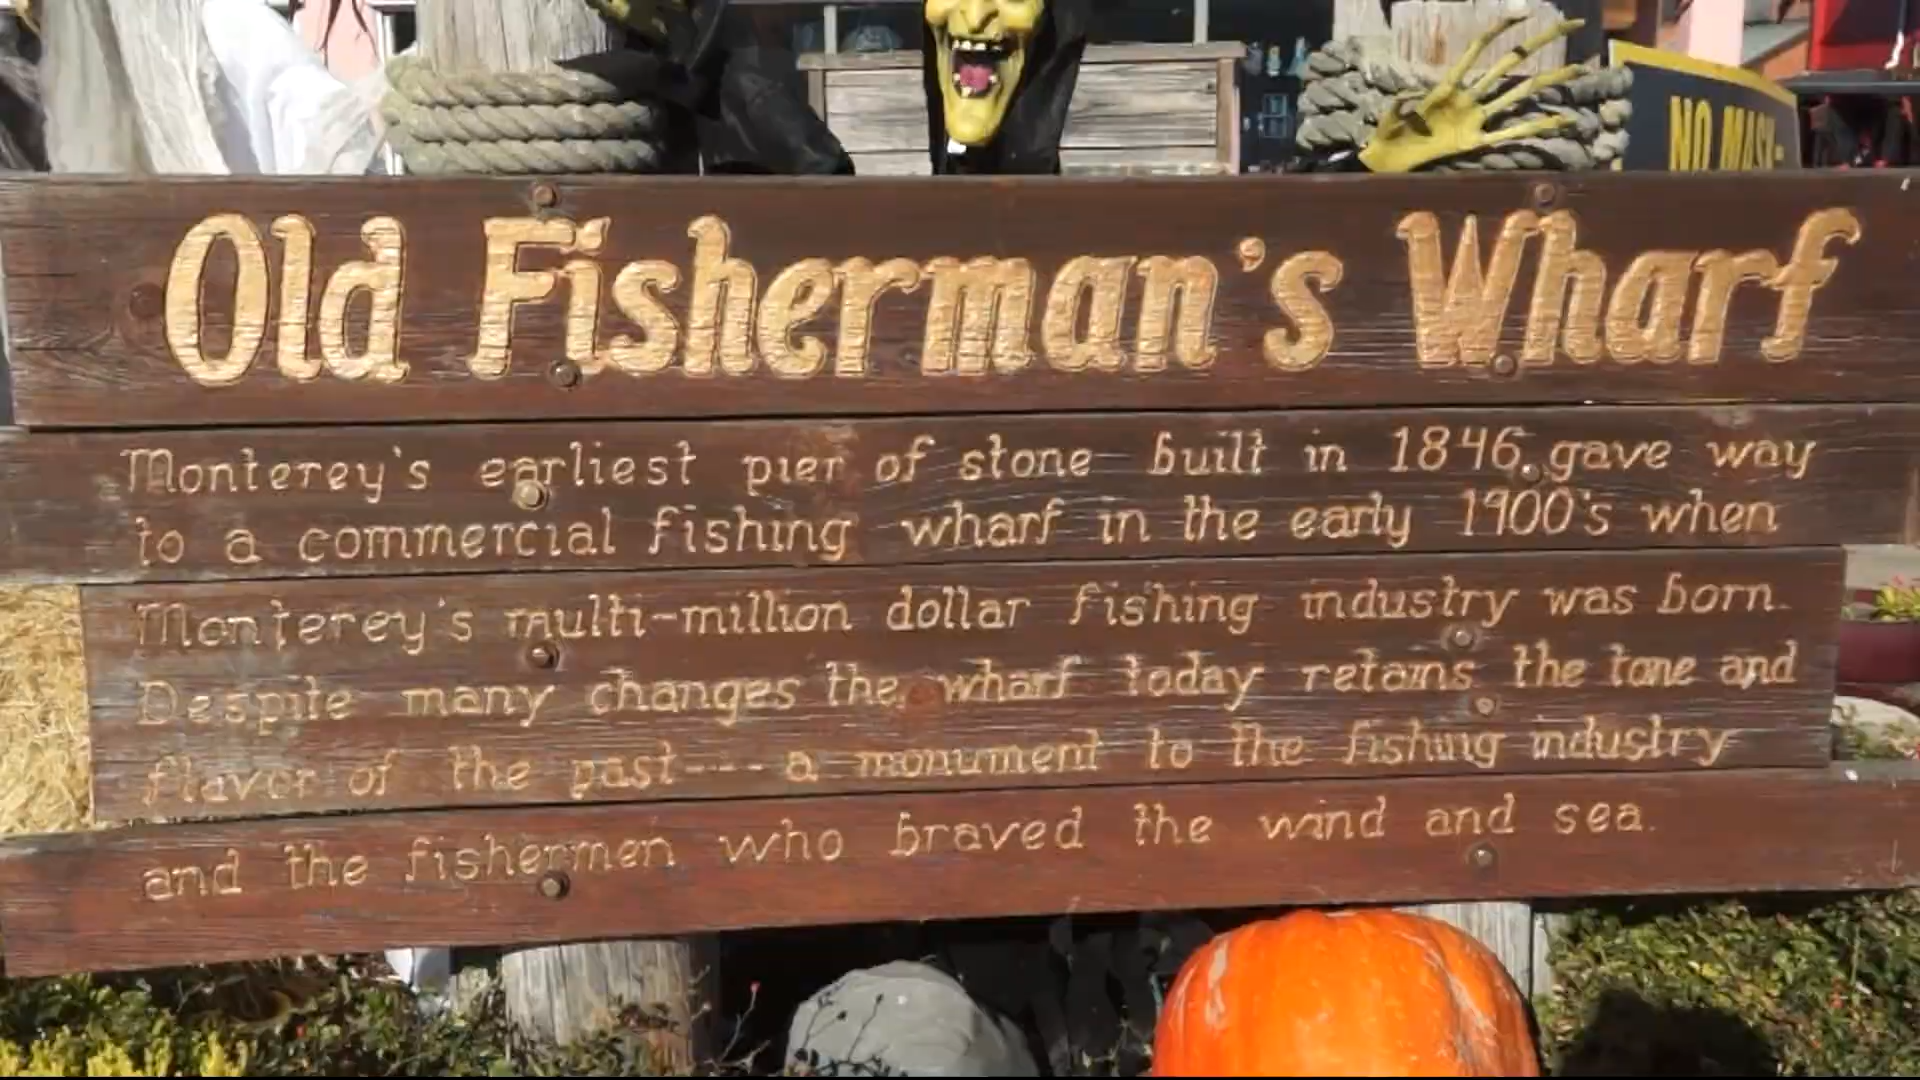 NO MASK-
Old Fisherman's Wharf
Monterey's earliest pier of stone built in 1846, gave way
to a commercial fishing wharf in the early 1900's when
Monterey's multi-million dollar fishing industry was born.
Despite many changes the wharf today retains the tone and
flavor of the past---- a monument to the fishing industry
and the fishermen who braved the wind and sea.